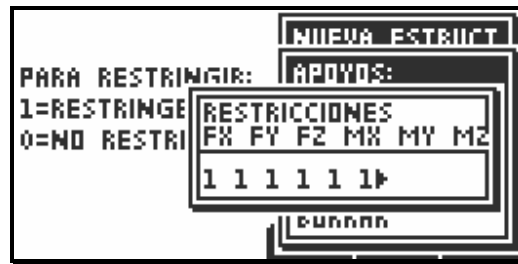 NUEVA ESTRUCT
PARA RESTRINGIR:
APOYOS:
1=RESTRINGE
0=NO RESTRI
RESTRICCIONES
FX FY FZ MX MY MZ
1 1 1 1 1 1